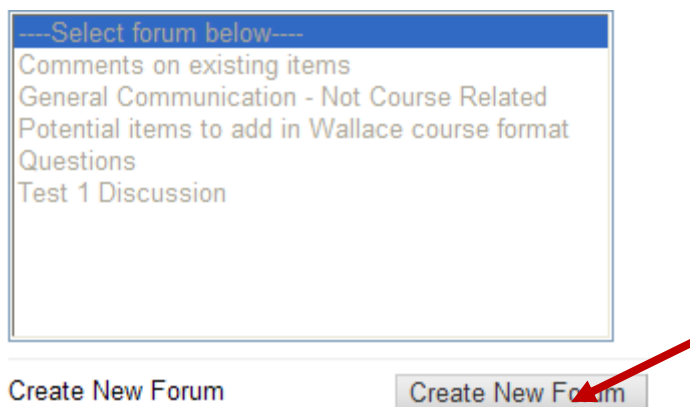 ----Select forum below----
Comments on existing items
General Communication - Not Course Related
Potential items to add in Wallace course format
Questions
Test 1 Discussion
Create New Forum
Create New Forum